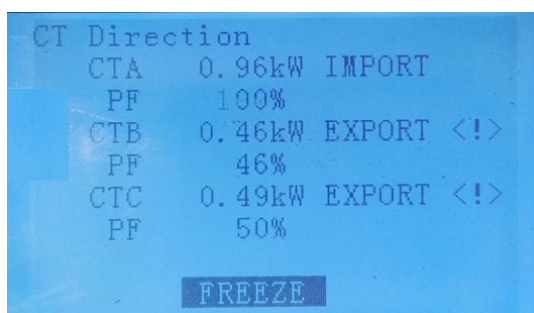 CT Direction
CTA 0.96kW IMPORT
PF 100%
CTB 0.46kW EXPORT <!>
PF 46%
CTC 0.49kW EXPORT <!>
PF 50%
FREEZE